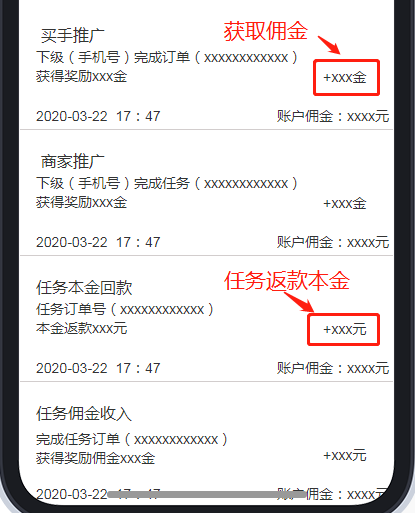 获取佣金
买手推广
下级（手机号）完成订单（xxxxxxxxxxxx）
获得奖励xxx金
+xxx金
2020-03-22 17：47
账户佣金：xxxx元
商家推广
下级（手机号）完成任务（xxxxxxxxxxxx）
获得奖励xxx金
+xxx金
2020-03-22 17：47
账户佣金：xxxx元
任务返款本金
任务本金回款
任务订单号（xxxxxxxxxxxx）
本金返款xxx元
+xxx元
2020-03-22 17：47
账户佣金：xxxx元
任务佣金收入
完成任务订单（xxxxxxxxxxxx）
获得奖励佣金xxx金
+xxx元
2020-03-22 17：47
账户佣金：xxxx元